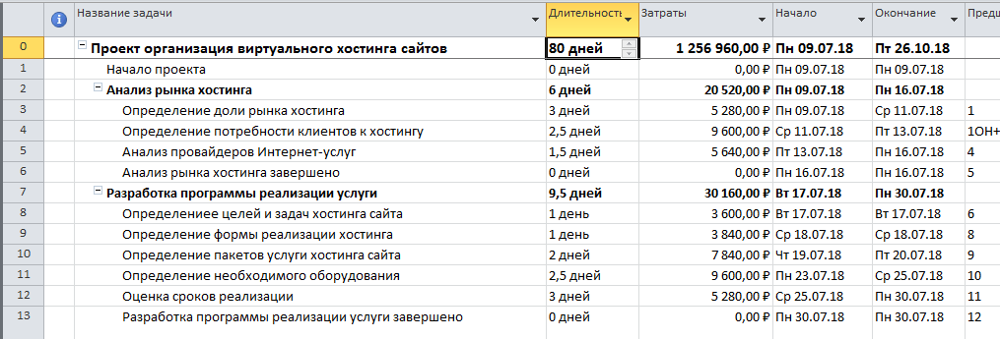 Название задачи Длительность Затраты Начало Окончание Предш
0 Проект организация виртуального хостинга сайтов 80 дней 1 256 960,00 ₽ Пн 09.07.18 Пт 26.10.18
1 Начало проекта 0 дней 0,00 ₽ Пн 09.07.18 Пн 09.07.18
2 Анализ рынка хостинга 6 дней 20 520,00 ₽ Пн 09.07.18 Пн 16.07.18
3 Определение доли рынка хостинга 3 дней 5 280,00 ₽ Пн 09.07.18 Ср 11.07.18 1
4 Определение потребности клиентов к хостингу 2,5 дней 9 600,00 ₽ Ср 11.07.18 Пт 13.07.18 1ОН+
5 Анализ провайдеров Интернет-услуг 1,5 дней 5 640,00 ₽ Пт 13.07.18 Пн 16.07.18 4
6 Анализ рынка хостинга завершено 0 дней 0,00 ₽ Пн 16.07.18 Пн 16.07.18 5
7 Разработка программы реализации услуги 9,5 дней 30 160,00 ₽ Вт 17.07.18 Пн 30.07.18
8 Определениее целей и задач хостинга сайта 1 день 3 600,00 ₽ Вт 17.07.18 Вт 17.07.18 6
9 Определение формы реализации хостинга 1 день 3 840,00 ₽ Ср 18.07.18 Ср 18.07.18 8
10 Определение пакетов услуги хостинга сайта 2 дней 7 840,00 ₽ Чт 19.07.18 Пт 20.07.18 9
11 Определение необходимого оборудования 2,5 дней 9 600,00 ₽ Пн 23.07.18 Ср 25.07.18 10
12 Оценка сроков реализации 3 дней 5 280,00 ₽ Ср 25.07.18 Пн 30.07.18 11
13 Разработка программы реализации услуги завершено 0 дней 0,00 ₽ Пн 30.07.18 Пн 30.07.18 12